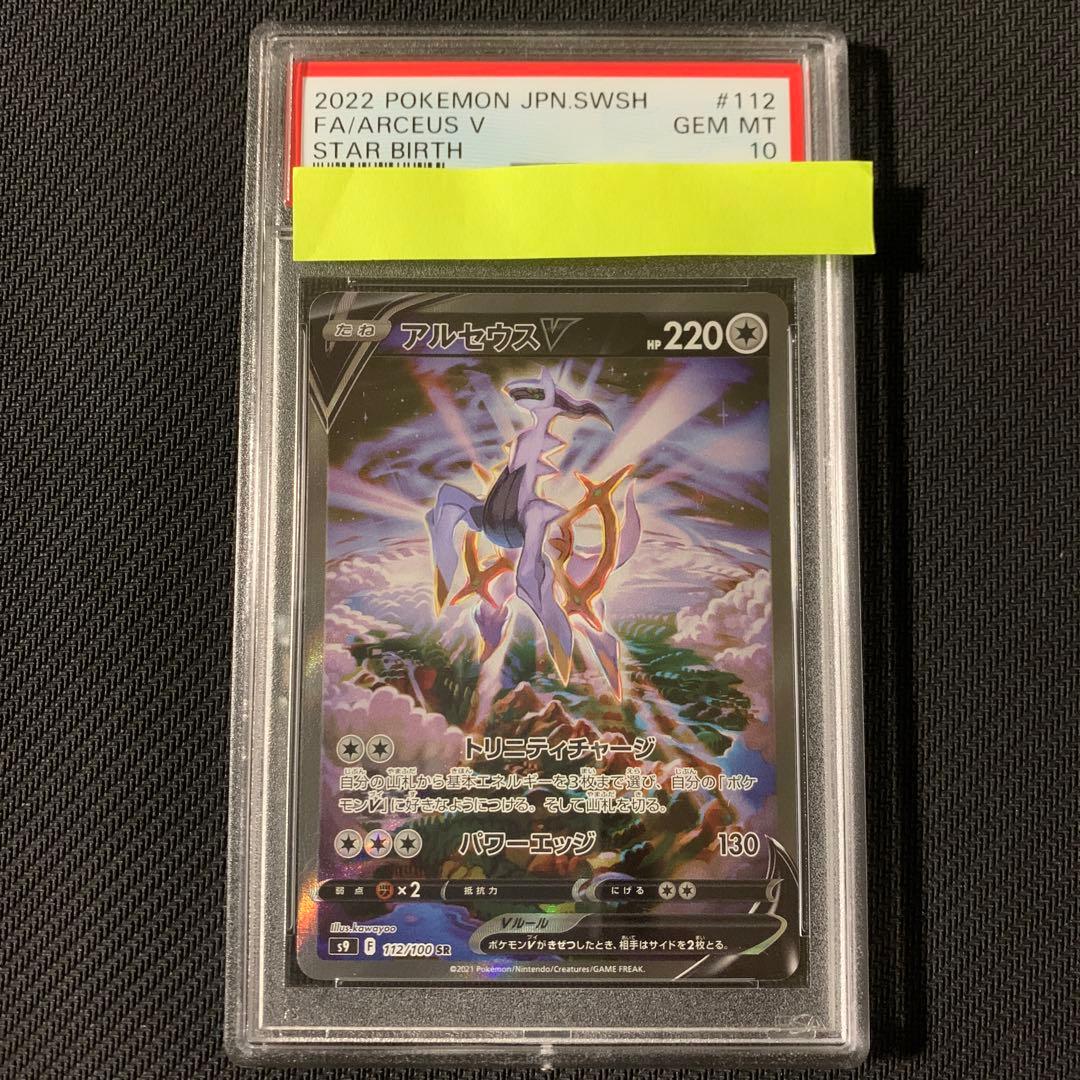 2022 POKEMON JPN.SWSH #112
FA/ARCEUS V GEM MT
STAR BIRTH 10
たね アルセウスV HP220
トリニティチャージ
自分の山札から基本エネルギーを3枚まで選び、自分の「ポケ
モンV」に好きなようにつける。そして山札を切る。
パワーエッジ 130
弱点 ×2 抵抗力 にげる
Vルール
ポケモンVがきぜつしたとき、相手はサイドを2枚とる。
Illus.kawayoo
s9 F 112/100 SR
©2021 Pokémon/Nintendo/Creatures/GAME FREAK.